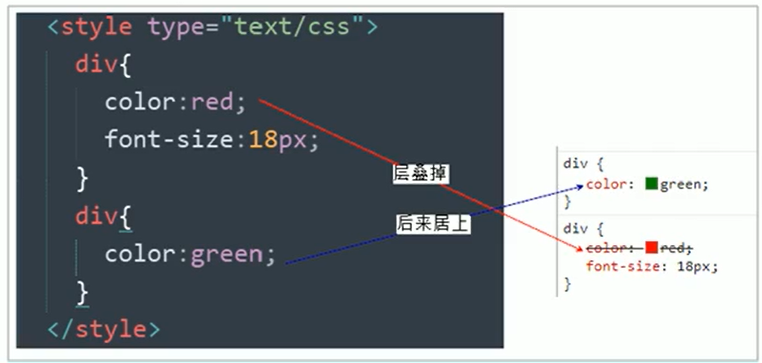 <style type="text/css">
div{
color:red;
font-size:18px;
}
div{
color:green;
}
</style>
层叠掉
后来居上
div {
color: green;
}
div {
color: red;
font-size: 18px;
}